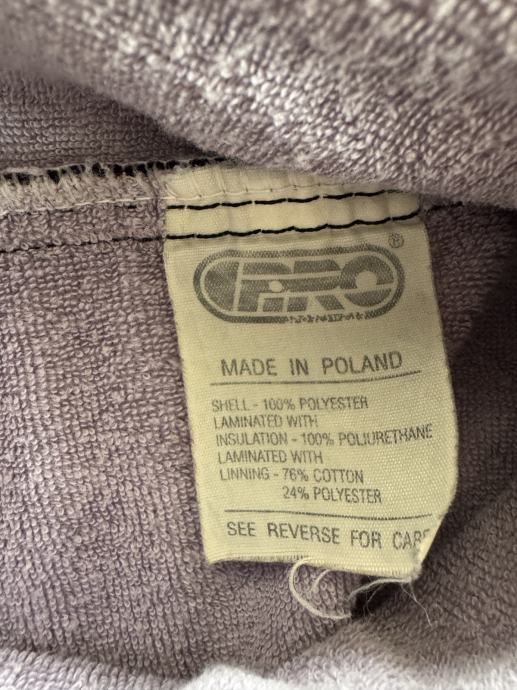 PRO®
MADE IN POLAND
SHELL - 100% POLYESTER
LAMINATED WITH
INSULATION - 100% POLIURETHANE
LAMINATED WITH
LINNING - 76% COTTON
24% POLYESTER
SEE REVERSE FOR CARE